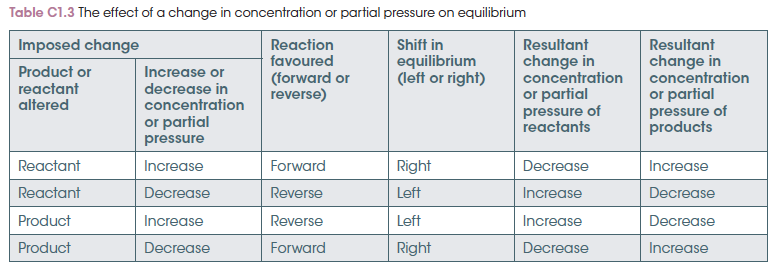 Table C1.3 The effect of a change in concentration or partial pressure on equilibrium
Imposed change
Product or
reactant
altered
Increase or
decrease in
concentration
or partial
pressure
Reaction
favoured
(forward or
reverse)
Shift in
equilibrium
(left or right)
Resultant
change in
concentration
or partial
pressure of
reactants
Resultant
change in
concentration
or partial
pressure of
products
Reactant Increase Forward Right Decrease Increase
Reactant Decrease Reverse Left Increase Decrease
Product Increase Reverse Left Increase Decrease
Product Decrease Forward Right Decrease Increase